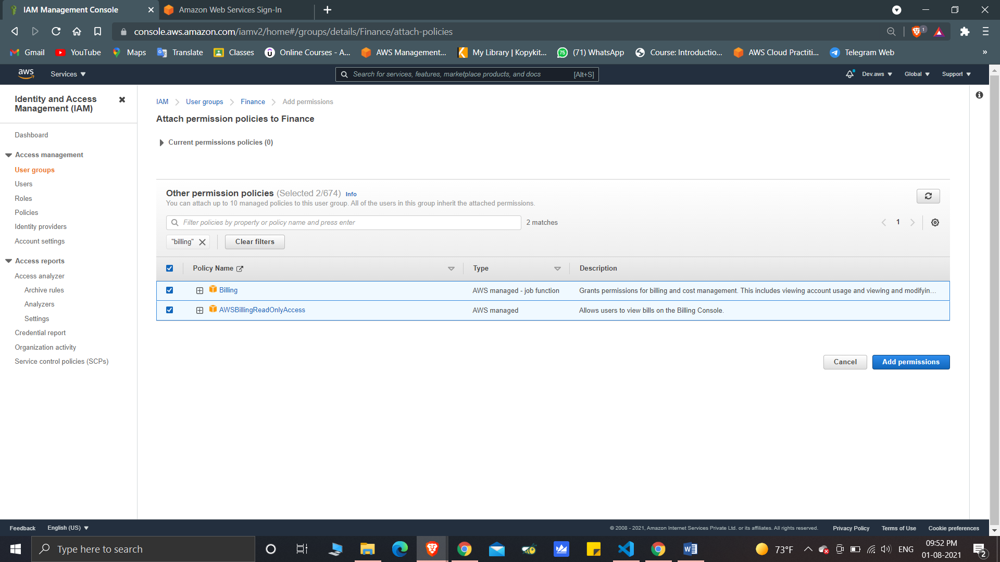 IAM Management Console
Amazon Web Services Sign-In
console.aws.amazon.com/iamv2/home#/groups/details/Finance/attach-policies
1
Gmail
YouTube
Maps
Translate
Classes
Online Courses - A...
AWS Management...
My Library | Kopykit...
75
(71) WhatsApp
Course: Introductio...
AWS Cloud Practiti...
Telegram Web
»
aws
Services
Search for services, features, marketplace products, and docs
[Alt+S]
Dev.aws
Global
Support
Identity and Access
Management (IAM)
Dashboard
Access management
User groups
Users
Roles
Policies
Identity providers
Account settings
Access reports
Access analyzer
Archive rules
Analyzers
Settings
Credential report
Organization activity
Service control policies (SCPs)
IAM
User groups
Finance
Add permissions
Attach permission policies to Finance
Current permissions policies (0)
Other permission policies (Selected 2/674) Info
You can attach up to 10 managed policies to this user group. All of the users in this group inherit the attached permissions.
Filter policies by property or policy name and press enter
2 matches
1
"billing"
Clear filters
Policy Name
Type
Description
Billing
AWS managed - job function
Grants permissions for billing and cost management. This includes viewing account usage and viewing and modifyin...
AWSBillingReadOnlyAccess
AWS managed
Allows users to view bills on the Billing Console.
Cancel
Add permissions
Feedback
English (US)
© 2008 - 2021, Amazon Internet Services Private Ltd. or its affiliates. All rights reserved.
Privacy Policy
Terms of Use
Cookie preferences
Type here to search
73°F
ENG
09:52 PM
01-08-2021
2